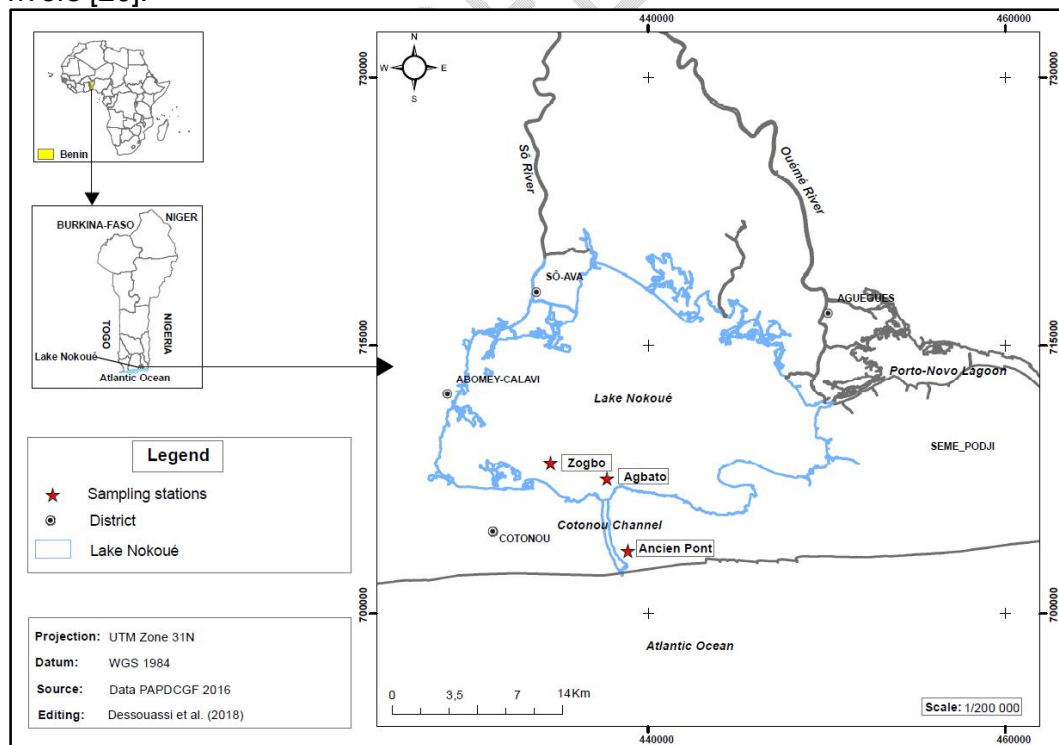 440000
460000
N
W
E
S
730000
730000
Benin
BURKINA-FASO
NIGER
TOGO
NIGERIA
Lake Nokoué
Atlantic Ocean
Sô River
Ouémé River
SÔ-AVA
AGUEGUES
715000
715000
Porto-Novo Lagoon
ABOMEY-CALAVI
Lake Nokoué
SEME_PODJI
Zogbo
Agbato
Cotonou Channel
COTONOU
Ancien Pont
700000
700000
Atlantic Ocean
Legend
Sampling stations
District
Lake Nokoué
Projection: UTM Zone 31N
Datum: WGS 1984
Source: Data PAPDCGF 2016
Editing: Dessouassi et al. (2018)
0 3,5 7 14Km
Scale: 1/200 000
440000
460000